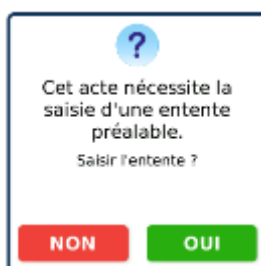 ?
Cet acte nécessite la
saisie d'une entente
préalable.
Saisir l'entente ?
NON OUI